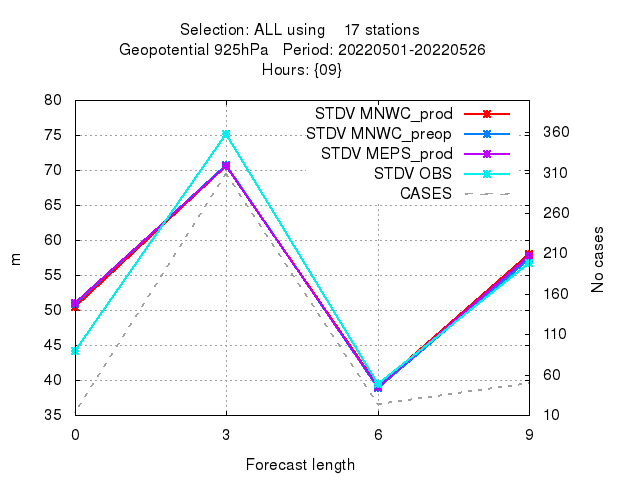 Selection: ALL using    17 stations
Geopotential 925hPa   Period: 20220501-20220526
Hours: {09}
STDV MNWC_prod
STDV MNWC_preop
STDV MEPS_prod
STDV OBS
CASES
80
75
70
65
60
55
50
45
40
35
m
360
310
260
210
160
110
60
10
No cases
0 3 6 9
Forecast length